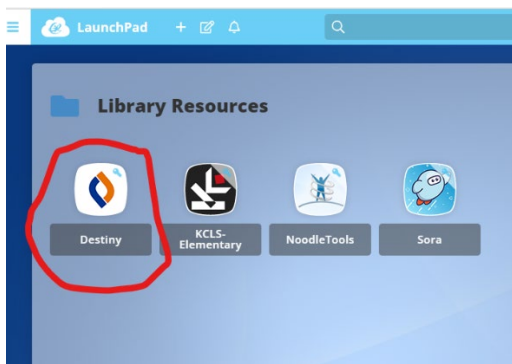 LaunchPad
Library Resources
Destiny
KCLS-
Elementary
NoodleTools
Sora